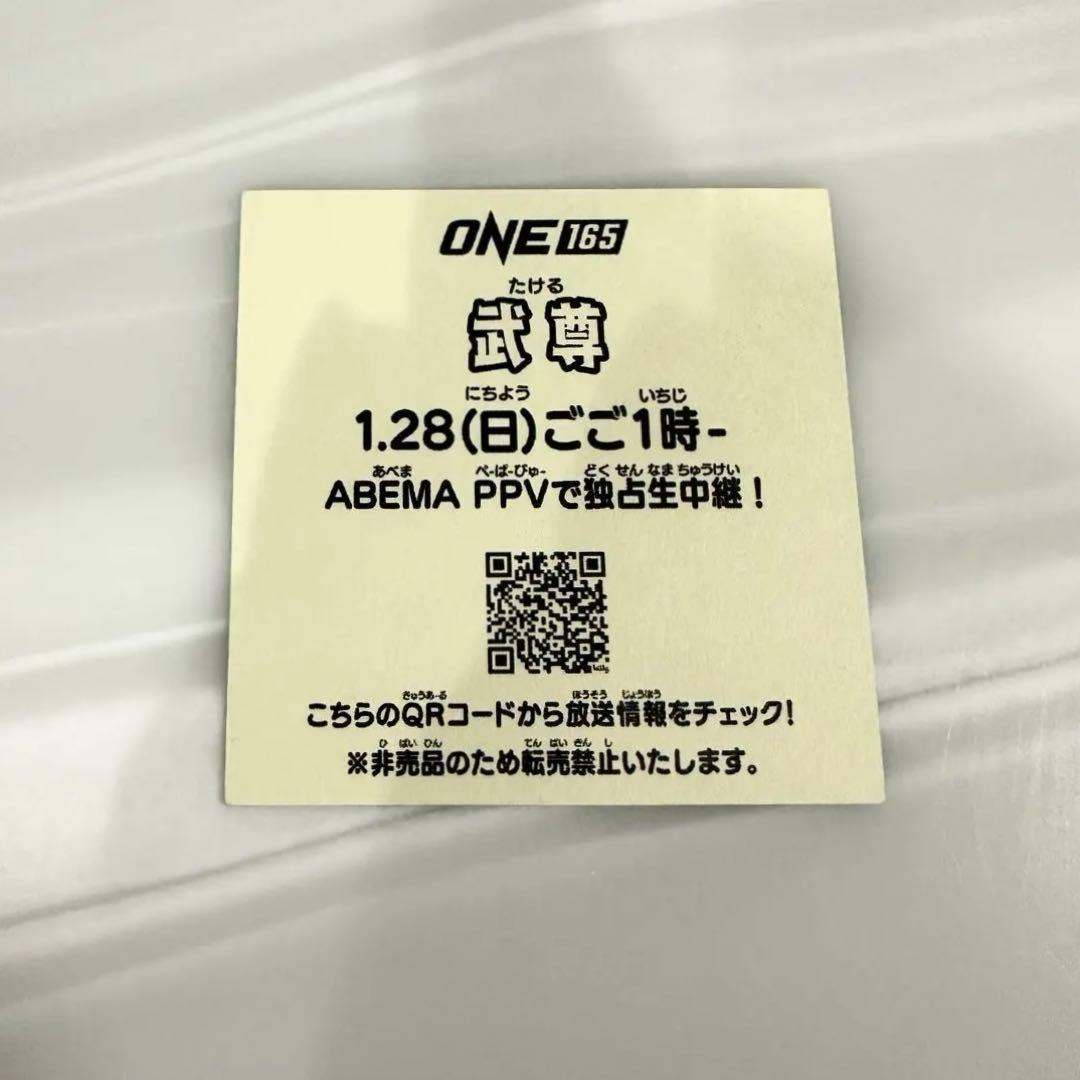 ONE 165
たける
武尊
にちよう いちじ
1.28(日)ごご1時-
あべま ぺーぱーびゅー どくせんなまちゅうけい
ABEMA PPVで独占生中継！
きゅうあーる ほうそう じょうほう
こちらのQRコードから放送情報をチェック!
ひばいひん てんばいきんし
※非売品のため転売禁止いたします。